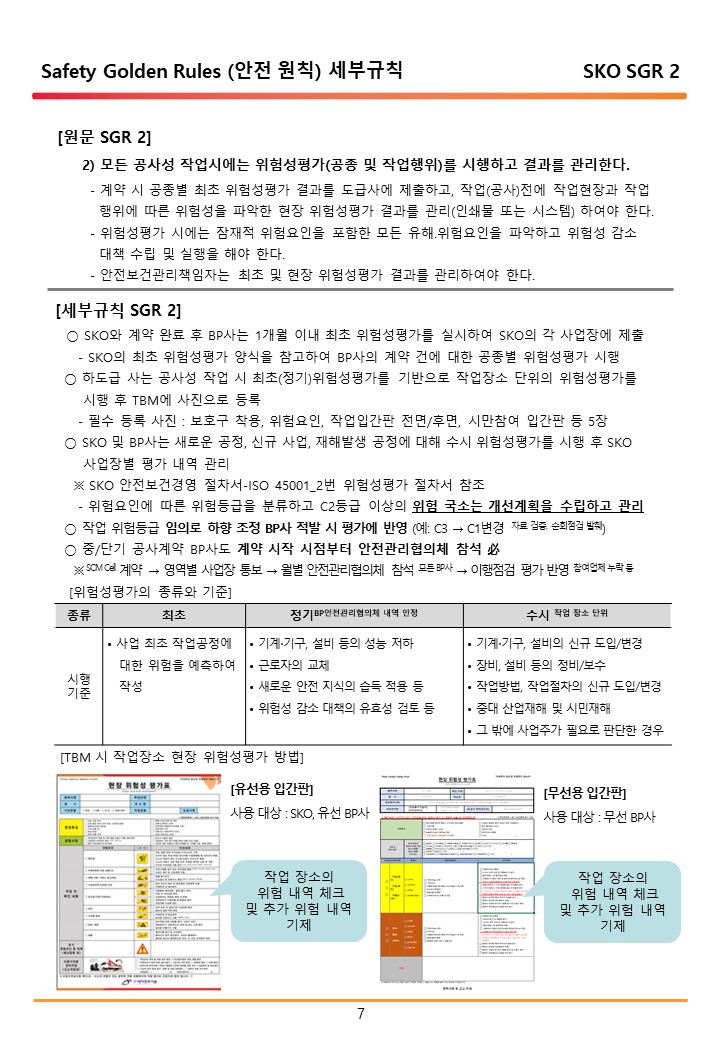 Safety Golden Rules (안전 원칙) 세부규칙 SKO SGR 2
[원문 SGR 2]
2) 모든 공사성 작업시에는 위험성평가(공종 및 작업행위)를 시행하고 결과를 관리한다.
- 계약 시 공종별 최초 위험성평가 결과를 도급사에 제출하고, 작업(공사)전에 작업현장과 작업
행위에 따른 위험성을 파악한 현장 위험성평가 결과를 관리(인쇄물 또는 시스템) 하여야 한다.
- 위험성평가 시에는 잠재적 위험요인을 포함한 모든 유해.위험요인을 파악하고 위험성 감소
대책 수립 및 실행을 해야 한다.
- 안전보건관리책임자는 최초 및 현장 위험성평가 결과를 관리하여야 한다.
[세부규칙 SGR 2]
○ SKO와 계약 완료 후 BP사는 1개월 이내 최초 위험성평가를 실시하여 SKO의 각 사업장에 제출
- SKO의 최초 위험성평가 양식을 참고하여 BP사의 계약 건에 대한 공종별 위험성평가 시행
○ 하도급 사는 공사성 작업 시 최초(정기)위험성평가를 기반으로 작업장소 단위의 위험성평가를
시행 후 TBM에 사진으로 등록
- 필수 등록 사진 : 보호구 착용, 위험요인, 작업입간판 전면/후면, 시만참여 입간판 등 5장
○ SKO 및 BP사는 새로운 공정, 신규 사업, 재해발생 공정에 대해 수시 위험성평가를 시행 후 SKO
사업장별 평가 내역 관리
※ SKO 안전보건경영 절차서-ISO 45001_2번 위험성평가 절차서 참조
- 위험요인에 따른 위험등급을 분류하고 C2등급 이상의 위험 국소는 개선계획을 수립하고 관리
○ 작업 위험등급 임의로 하향 조정 BP사 적발 시 평가에 반영 (예: C3 → C1변경 자료 검증, 순회점검 발췌)
○ 중/단기 공사계약 BP사도 계약 시작 시점부터 안전관리협의체 참석 必
※ SCM Cell 계약 → 영역별 사업장 통보 → 월별 안전관리협의체 참석 모든 BP사 → 이행점검 평가 반영 참여업체 누락 등
[위험성평가의 종류와 기준]
종류 최초 정기BP안전관리협의체 내역 인정 수시 작업 장소 단위
시행
기준
• 사업 최초 작업공정에
대한 위험을 예측하여
작성
• 기계·기구, 설비 등의 성능 저하
• 근로자의 교체
• 새로운 안전 지식의 습득 적용 등
• 위험성 감소 대책의 유효성 검토 등
• 기계·기구, 설비의 신규 도입/변경
• 장비, 설비 등의 정비/보수
• 작업방법, 작업절차의 신규 도입/변경
• 중대 산업재해 및 시민재해
• 그 밖에 사업주가 필요로 판단한 경우
[TBM 시 작업장소 현장 위험성평가 방법]
현장 위험성 평가표
[유선용 입간판]
사용 대상 : SKO, 유선 BP사
작업 장소의
위험 내역 체크
및 추가 위험 내역
기제
현장 위험성 평가표
[무선용 입간판]
사용 대상 : 무선 BP사
작업 장소의
위험 내역 체크
및 추가 위험 내역
기제
7